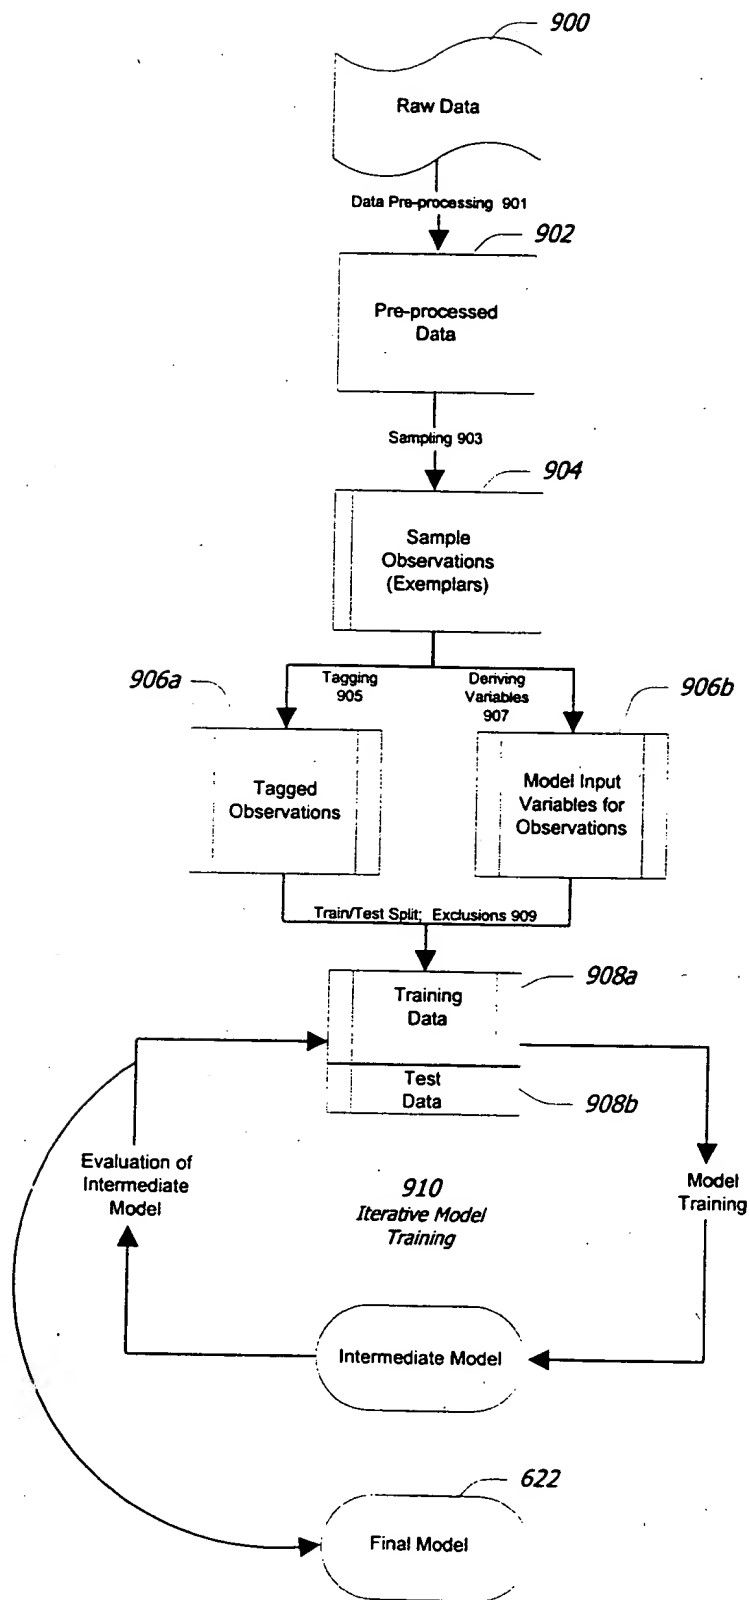 900
Raw Data
Data Pre-processing 901
902
Pre-processed
Data
Sampling 903
904
Sample
Observations
(Exemplars)
906a
Tagging
905
Deriving
Variables
907
906b
Tagged
Observations
Model Input
Variables for
Observations
Train/Test Split; Exclusions 909
908a
Training
Data
Test
Data
908b
Evaluation of
Intermediate
Model
910
Iterative Model
Training
Model
Training
Intermediate Model
622
Final Model